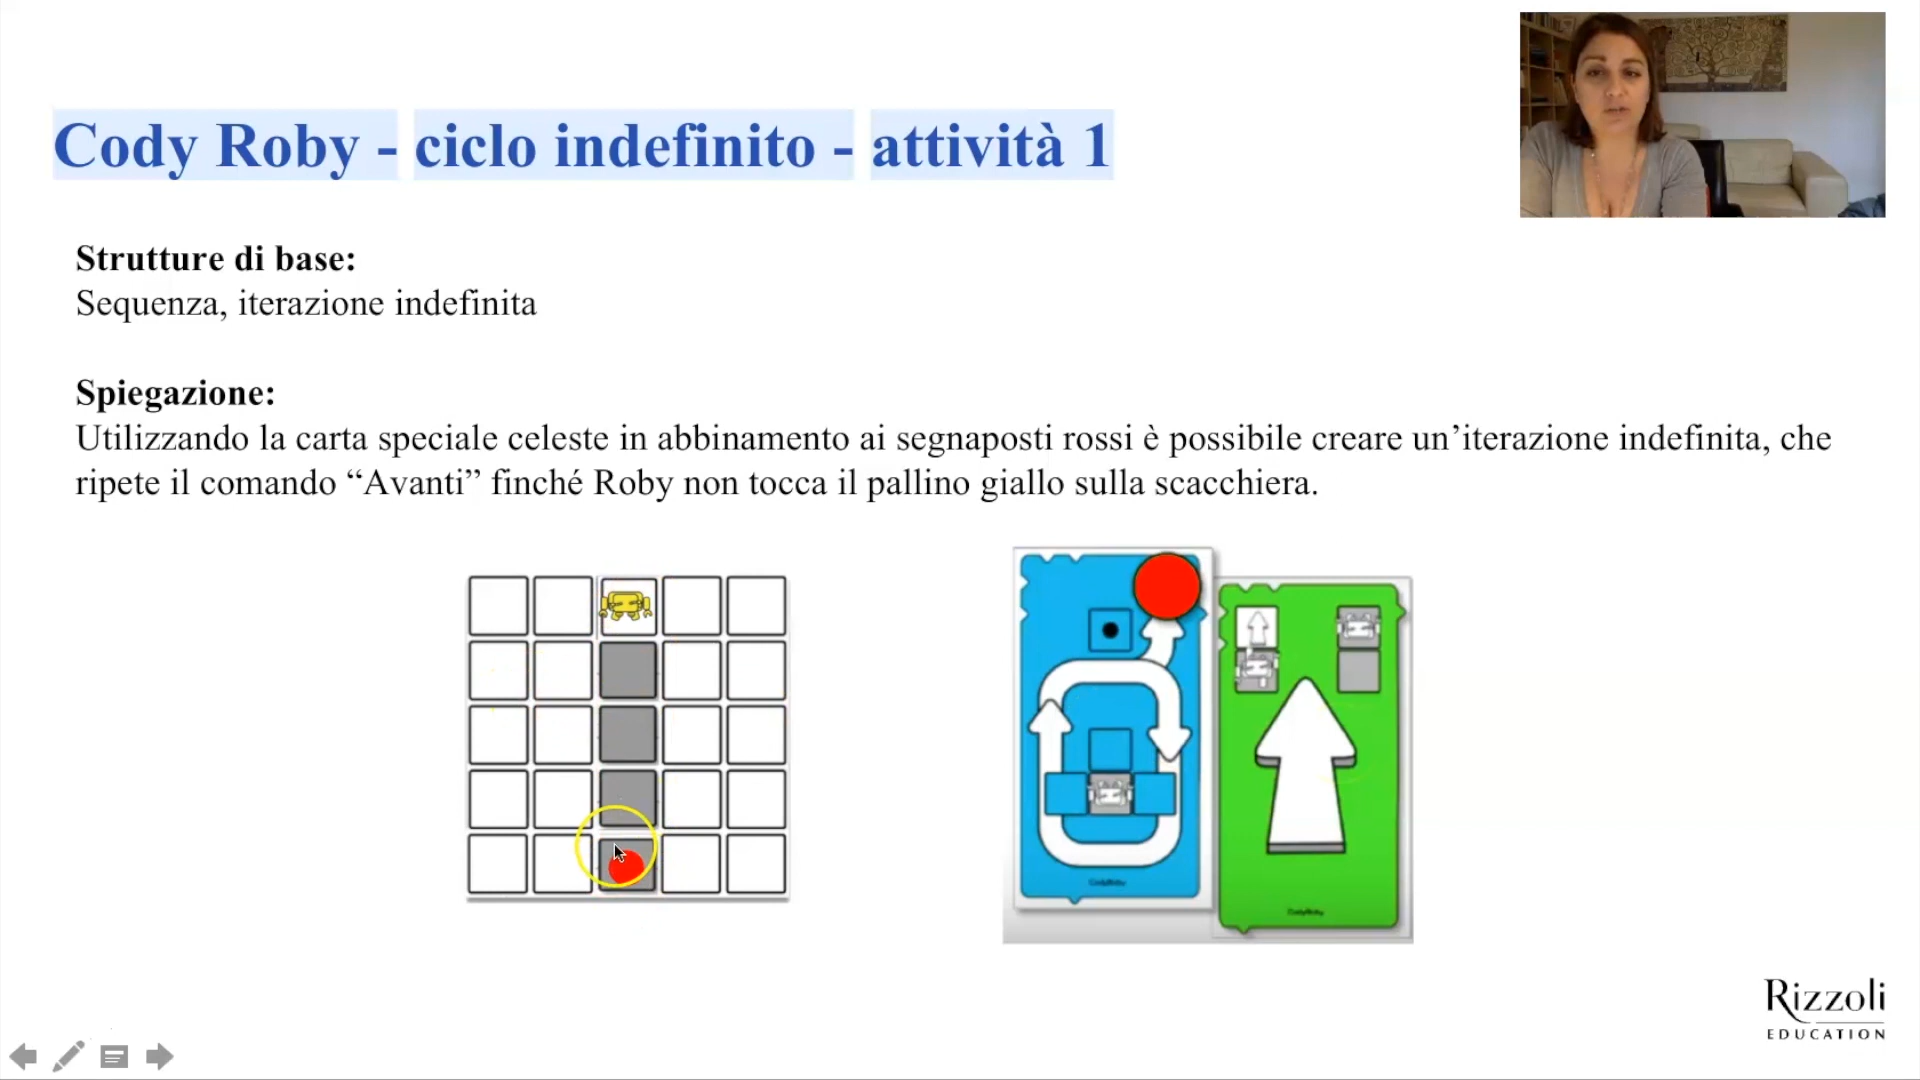 Cody Roby - ciclo indefinito - attività 1
Strutture di base:
Sequenza, iterazione indefinita
Spiegazione:
Utilizzando la carta speciale celeste in abbinamento ai segnaposti rossi è possibile creare un’iterazione indefinita, che
ripete il comando “Avanti” finché Roby non tocca il pallino giallo sulla scacchiera.
CodyRoby
CodyRoby
Rizzoli
EDUCATION